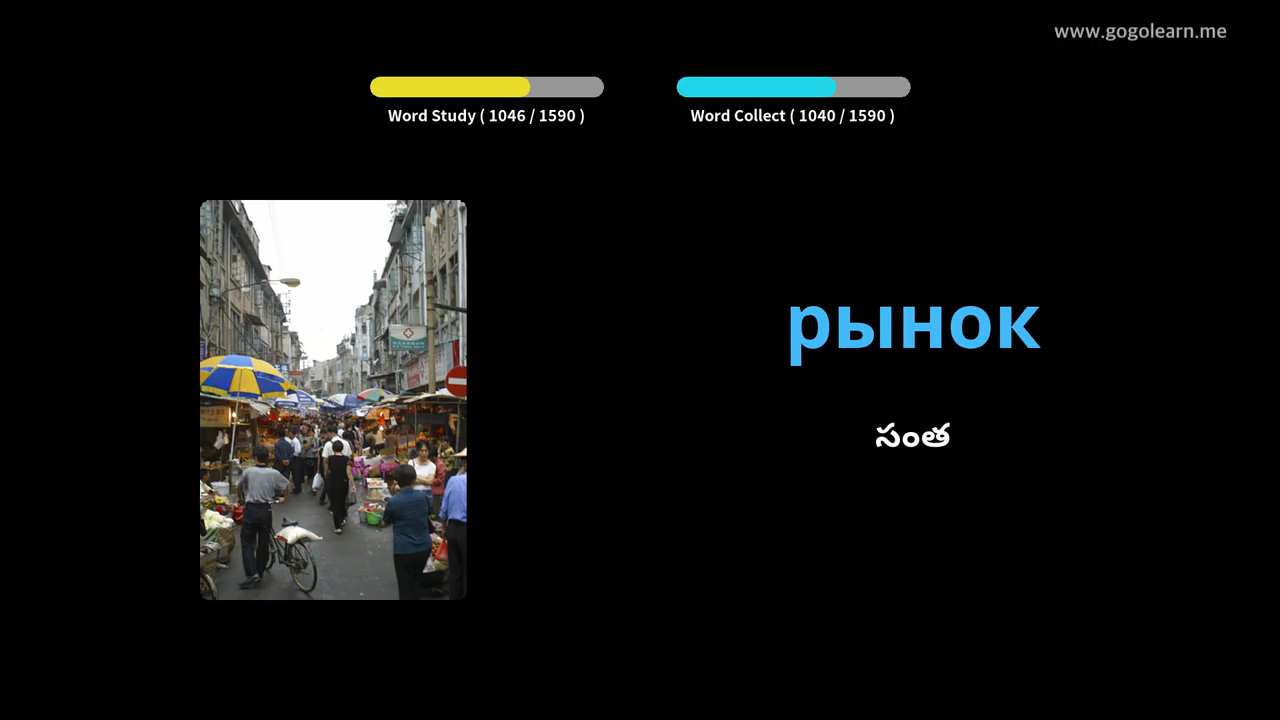 www.gogolearn.me
Word Study ( 1046 / 1590 )
Word Collect ( 1040 / 1590 )
рынок
సంత